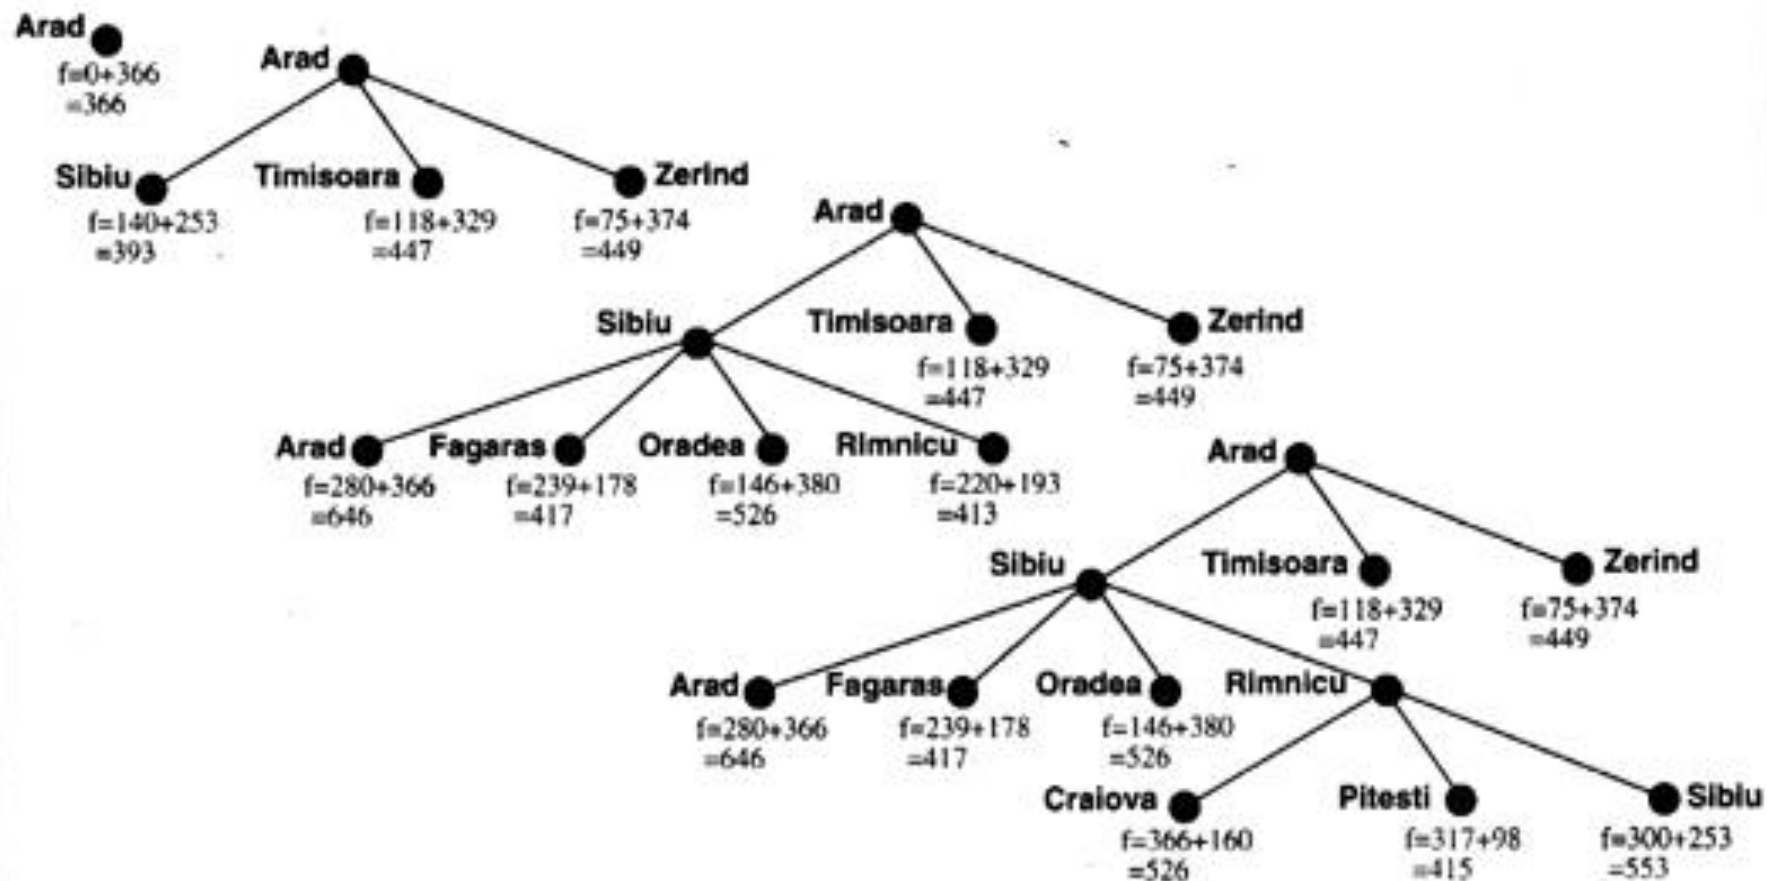 Arad
f=0+366
=366
Arad
Sibiu
f=140+253
=393
Timisoara
f=118+329
=447
Zerind
f=75+374
=449
Arad
Sibiu
Timisoara
f=118+329
=447
Zerind
f=75+374
=449
Arad
f=280+366
=646
Fagaras
f=239+178
=417
Oradea
f=146+380
=526
Rimnicu
f=220+193
=413
Arad
Sibiu
Timisoara
f=118+329
=447
Zerind
f=75+374
=449
Arad
f=280+366
=646
Fagaras
f=239+178
=417
Oradea
f=146+380
=526
Rimnicu
Craiova
f=366+160
=526
Pitesti
f=317+98
=415
Sibiu
f=300+253
=553